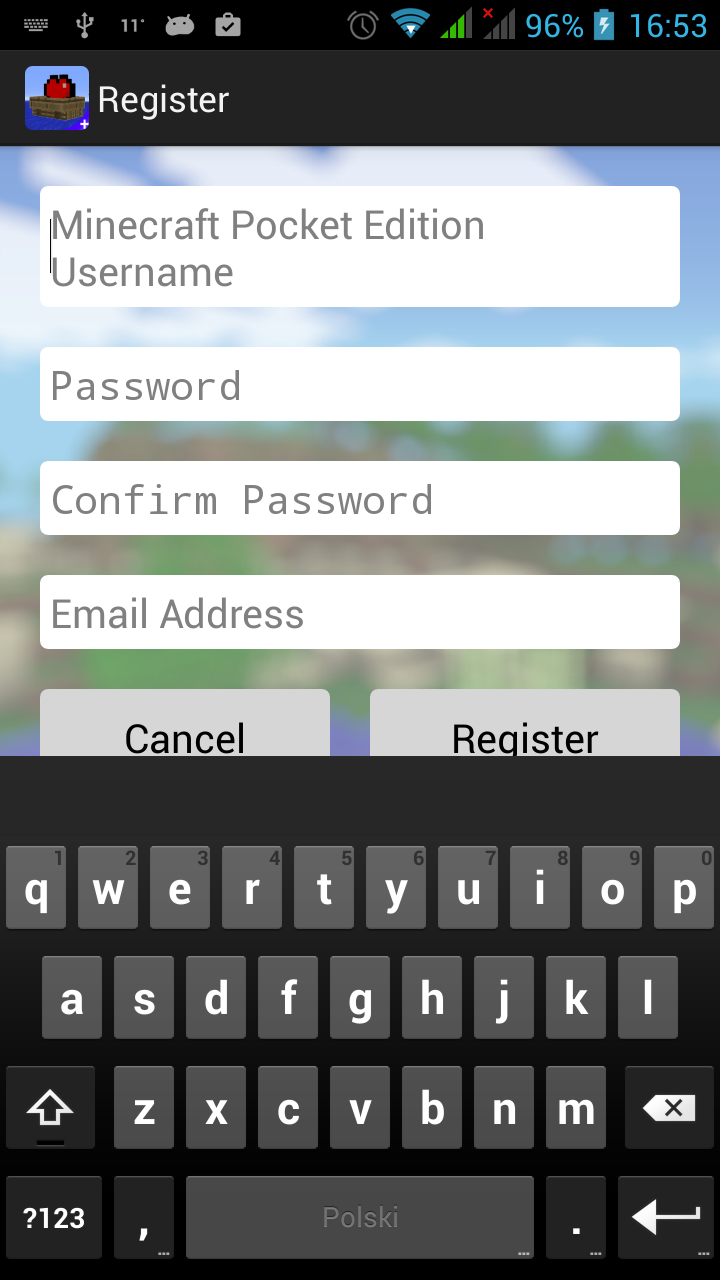 11° 96% 16:53
Register
Minecraft Pocket Edition
Username
Password
Confirm Password
Email Address
Cancel Register
1 2 3 4 5 6 7 8 9 0
q w e r t y u i o p
a s d f g h j k l
z x c v b n m
?123 , Polski .